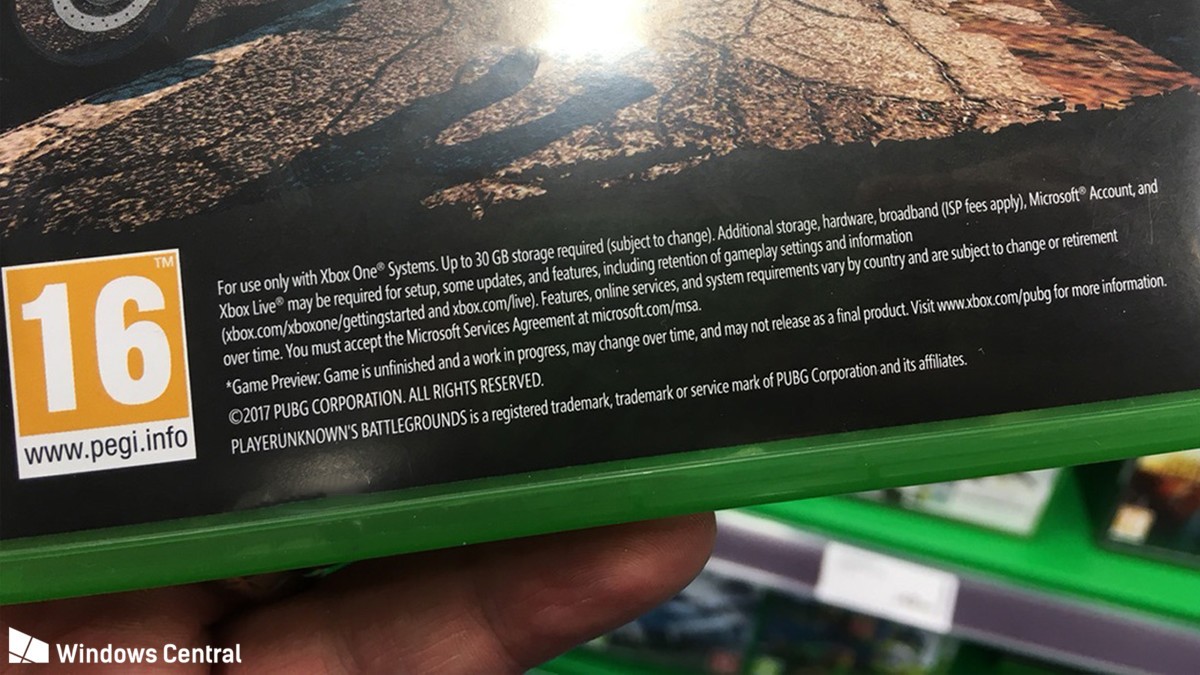 16
TM
www.pegi.info
For use only with Xbox One® Systems. Up to 30 GB storage required (subject to change). Additional storage, hardware, broadband (ISP fees apply), Microsoft® Account, and
Xbox Live® may be required for setup, some updates, and features, including retention of gameplay settings and information
(xbox.com/xboxone/gettingstarted and xbox.com/live). Features, online services, and system requirements vary by country and are subject to change or retirement
over time. You must accept the Microsoft Services Agreement at microsoft.com/msa.
*Game Preview: Game is unfinished and a work in progress, may change over time, and may not release as a final product. Visit www.xbox.com/pubg for more information.
©2017 PUBG CORPORATION. ALL RIGHTS RESERVED.
PLAYERUNKNOWN'S BATTLEGROUNDS is a registered trademark, trademark or service mark of PUBG Corporation and its affiliates.
Windows Central